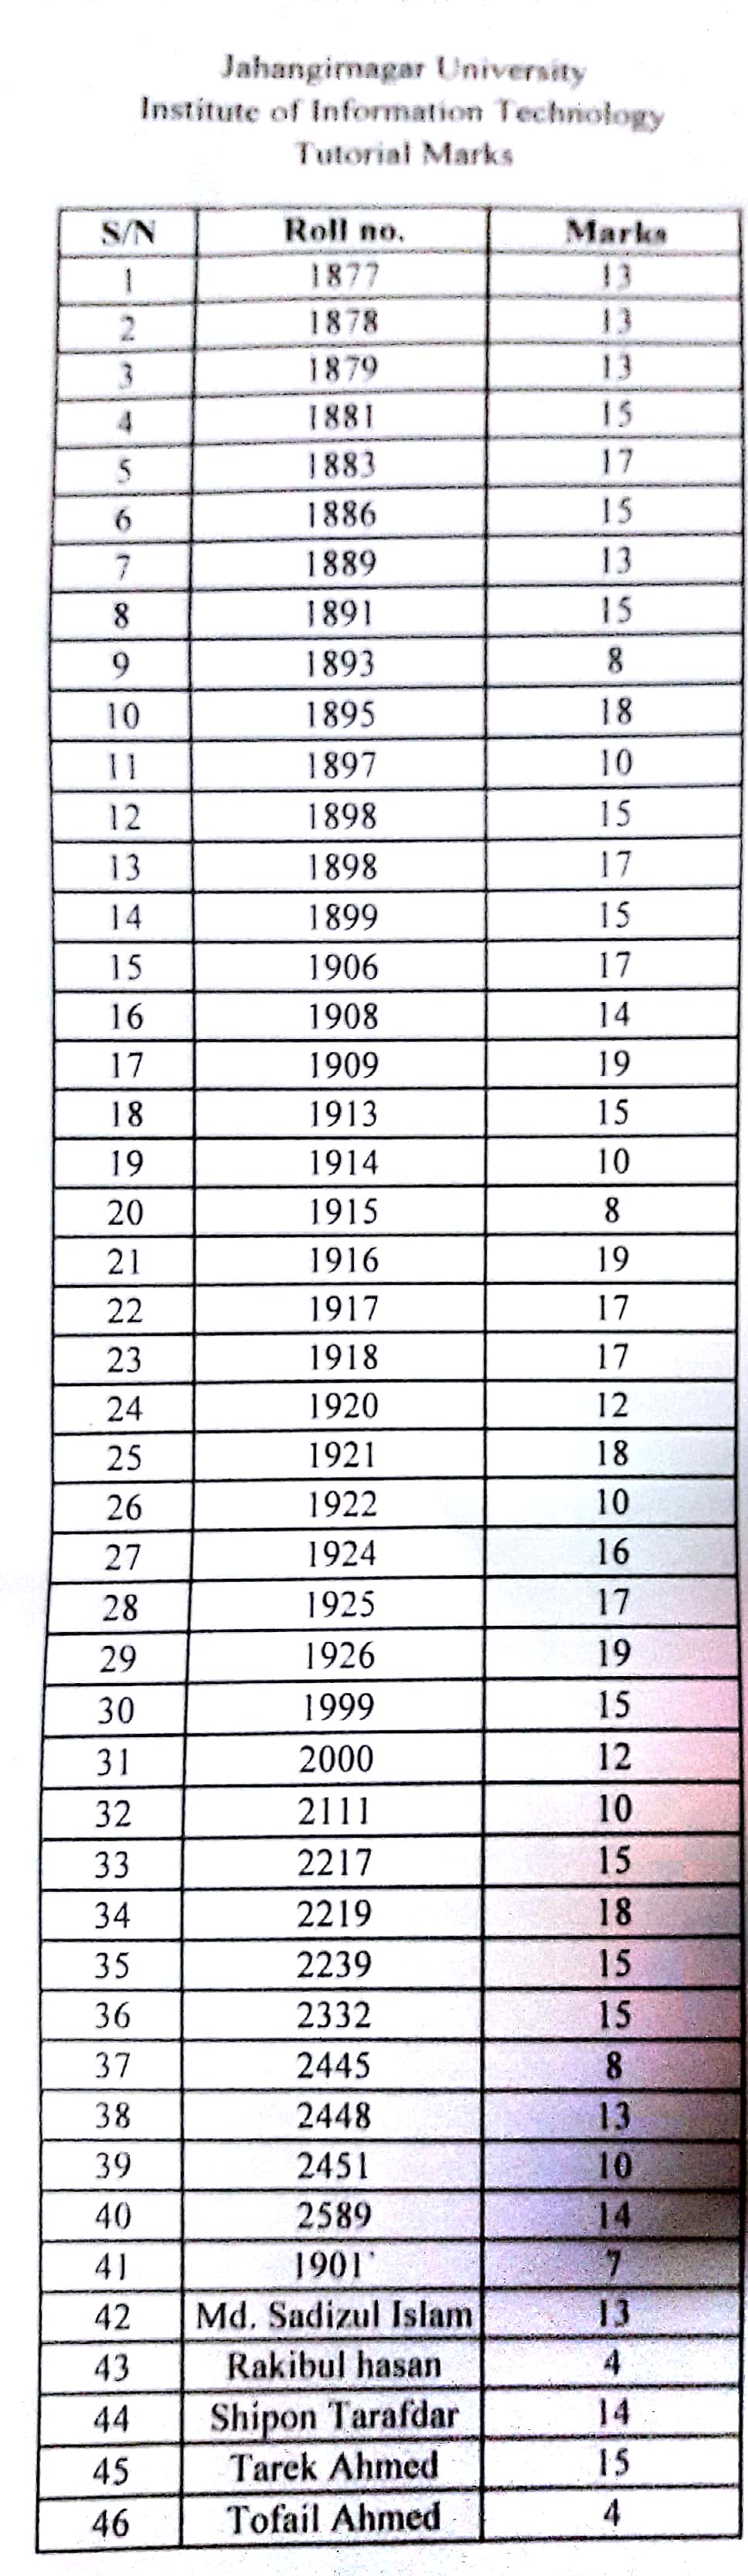 Jahangirnagar University
Institute of Information Technology
Tutorial Marks
S/N Roll no. Marks
1 1877 13
2 1878 13
3 1879 13
4 1881 15
5 1883 17
6 1886 15
7 1889 13
8 1891 15
9 1893 8
10 1895 18
11 1897 10
12 1898 15
13 1898 17
14 1899 15
15 1906 17
16 1908 14
17 1909 19
18 1913 15
19 1914 10
20 1915 8
21 1916 19
22 1917 17
23 1918 17
24 1920 12
25 1921 18
26 1922 10
27 1924 16
28 1925 17
29 1926 19
30 1999 15
31 2000 12
32 2111 10
33 2217 15
34 2219 18
35 2239 15
36 2332 15
37 2445 8
38 2448 13
39 2451 10
40 2589 14
41 1901 7
42 Md. Sadizul Islam 13
43 Rakibul hasan 4
44 Shipon Tarafdar 14
45 Tarek Ahmed 15
46 Tofail Ahmed 4